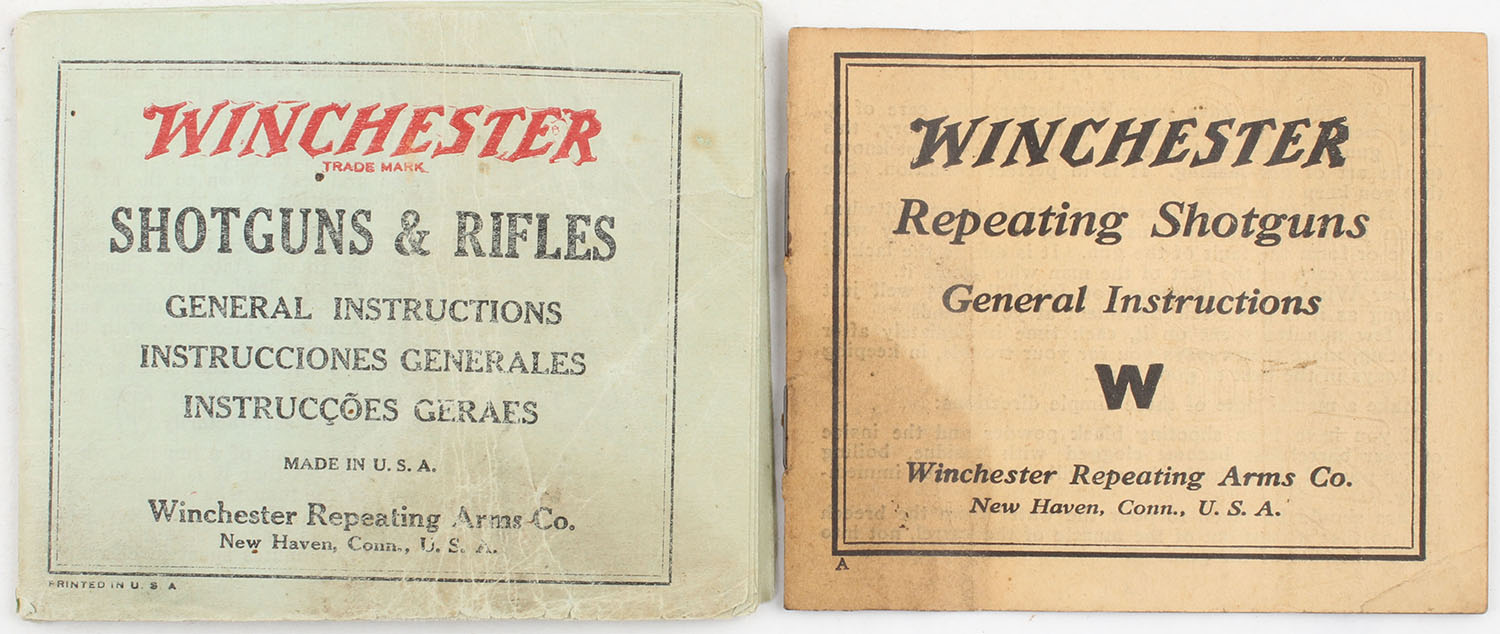 WINCHESTER
TRADE MARK
SHOTGUNS & RIFLES
GENERAL INSTRUCTIONS
INSTRUCCIONES GENERALES
INSTRUCÇÕES GERAES
MADE IN U. S. A.
Winchester Repeating Arms Co.
New Haven, Conn., U. S. A.
PRINTED IN U. S. A
WINCHESTER
Repeating Shotguns
General Instructions
W
Winchester Repeating Arms Co.
New Haven, Conn., U. S. A.
A